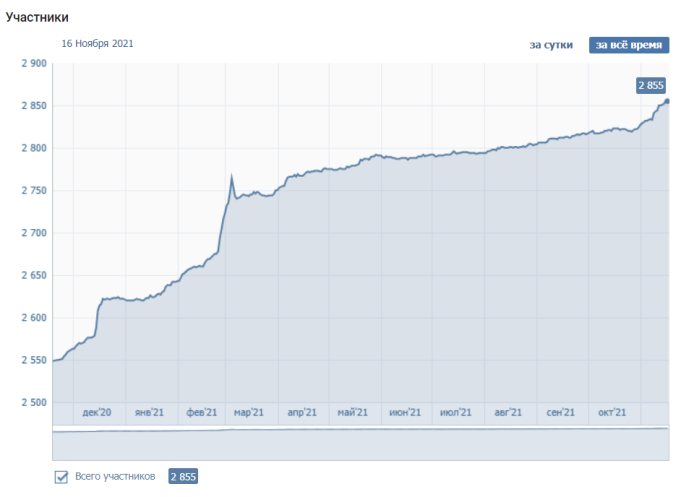 Участники
16 Ноября 2021
за сутки за всё время
2 900
2 855
2 850
2 800
2 750
2 700
2 650
2 600
2 550
2 500
дек'20 янв'21 фев'21 мар'21 апр'21 май'21 июн'21 июл'21 авг'21 сен'21 окт'21
Всего участников 2 855